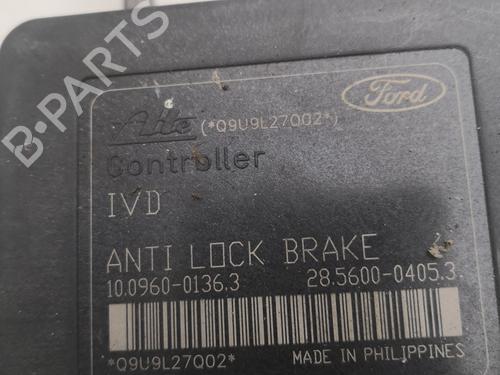 B-PARTS
Ate (*Q9U9L27Q02*) Ford
Controller
IVD
ANTI LOCK BRAKE
10.0960-0136.3 28.5600-0405.3
*Q9U9L27Q02* MADE IN PHILIPPINES